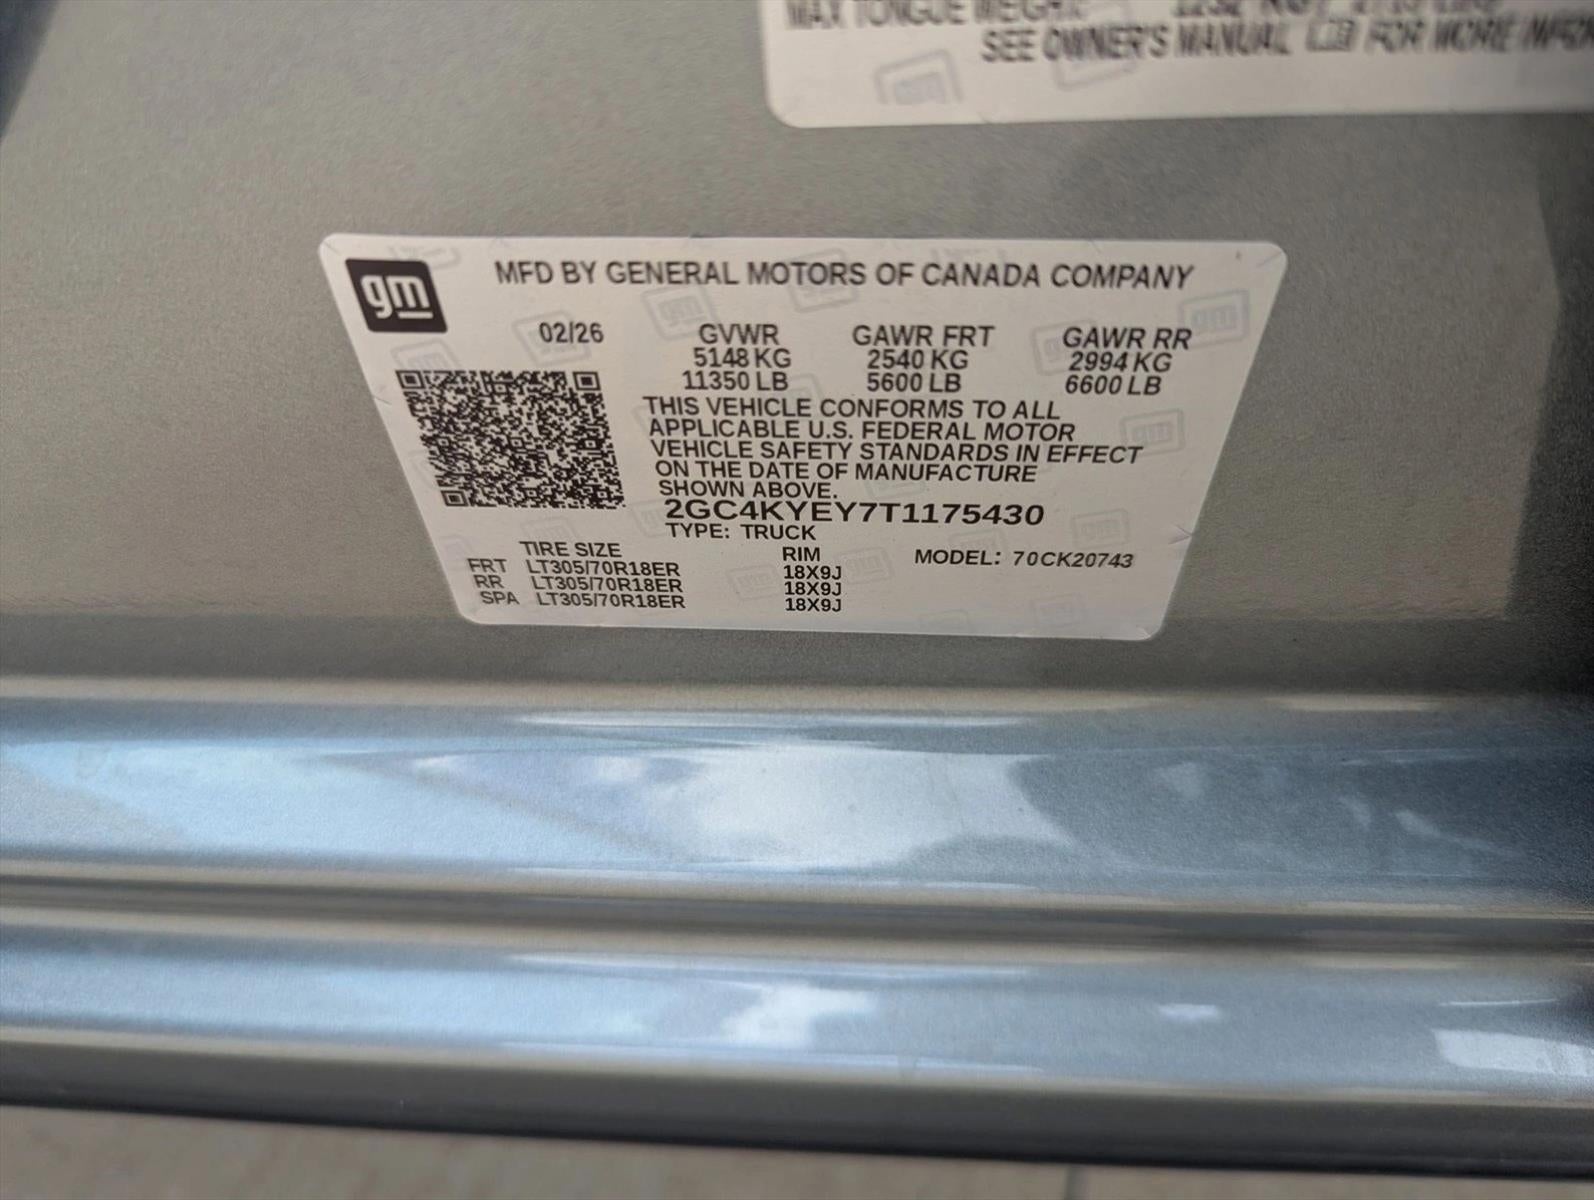 MAX TONGUE WEIGHT:
SEE OWNER'S MANUAL FOR MORE
gm
MFD BY GENERAL MOTORS OF CANADA COMPANY
02/26 GVWR GAWR FRT GAWR RR
5148 KG 2540 KG 2994 KG
11350 LB 5600 LB 6600 LB
THIS VEHICLE CONFORMS TO ALL
APPLICABLE U.S. FEDERAL MOTOR
VEHICLE SAFETY STANDARDS IN EFFECT
ON THE DATE OF MANUFACTURE
SHOWN ABOVE.
2GC4KYEY7T1175430
TYPE: TRUCK
TIRE SIZE RIM MODEL: 70CK20743
FRT LT305/70R18ER 18X9J
RR LT305/70R18ER 18X9J
SPA LT305/70R18ER 18X9J